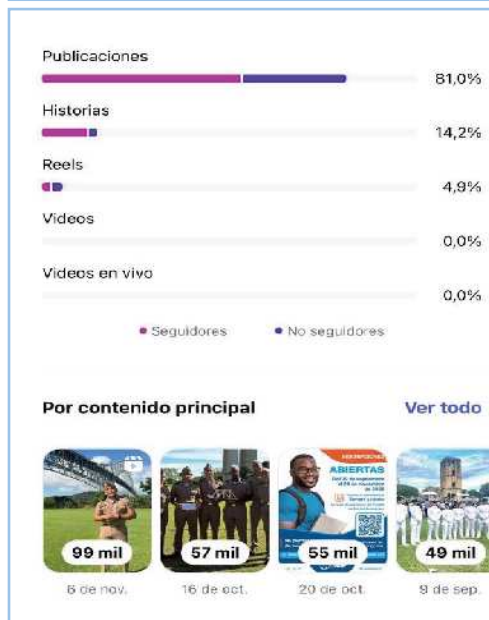 Publicaciones
81,0%
Historias
14,2%
Reels
4,9%
Videos
0,0%
Videos en vivo
0,0%
Seguidores
No seguidores
Por contenido principal
Ver todo
ABIERTAS
99 mil
57 mil
55 mil
49 mil
6 de nov.
16 de oct.
20 de oct.
9 de sep.